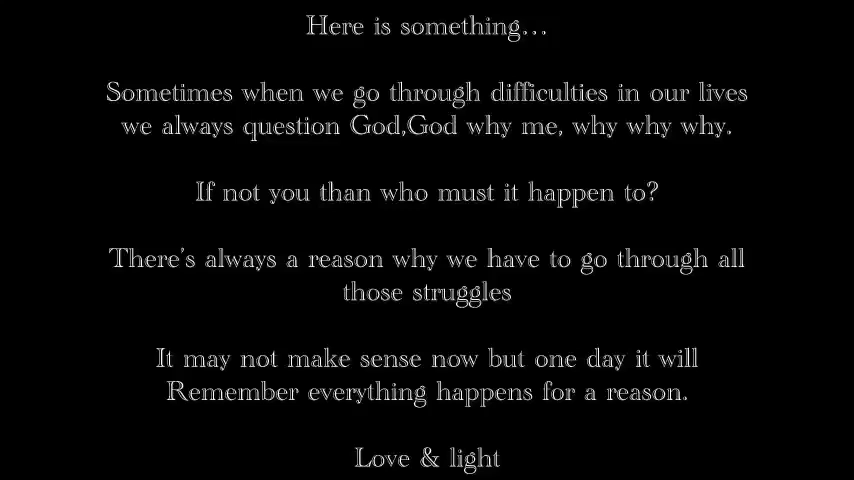 Here is something...
Sometimes when we go through difficulties in our lives
we always question God,God why me, why why why.
If not you than who must it happen to?
There's always a reason why we have to go through all
those struggles
It may not make sense now but one day it will
Remember everything happens for a reason.
Love & light